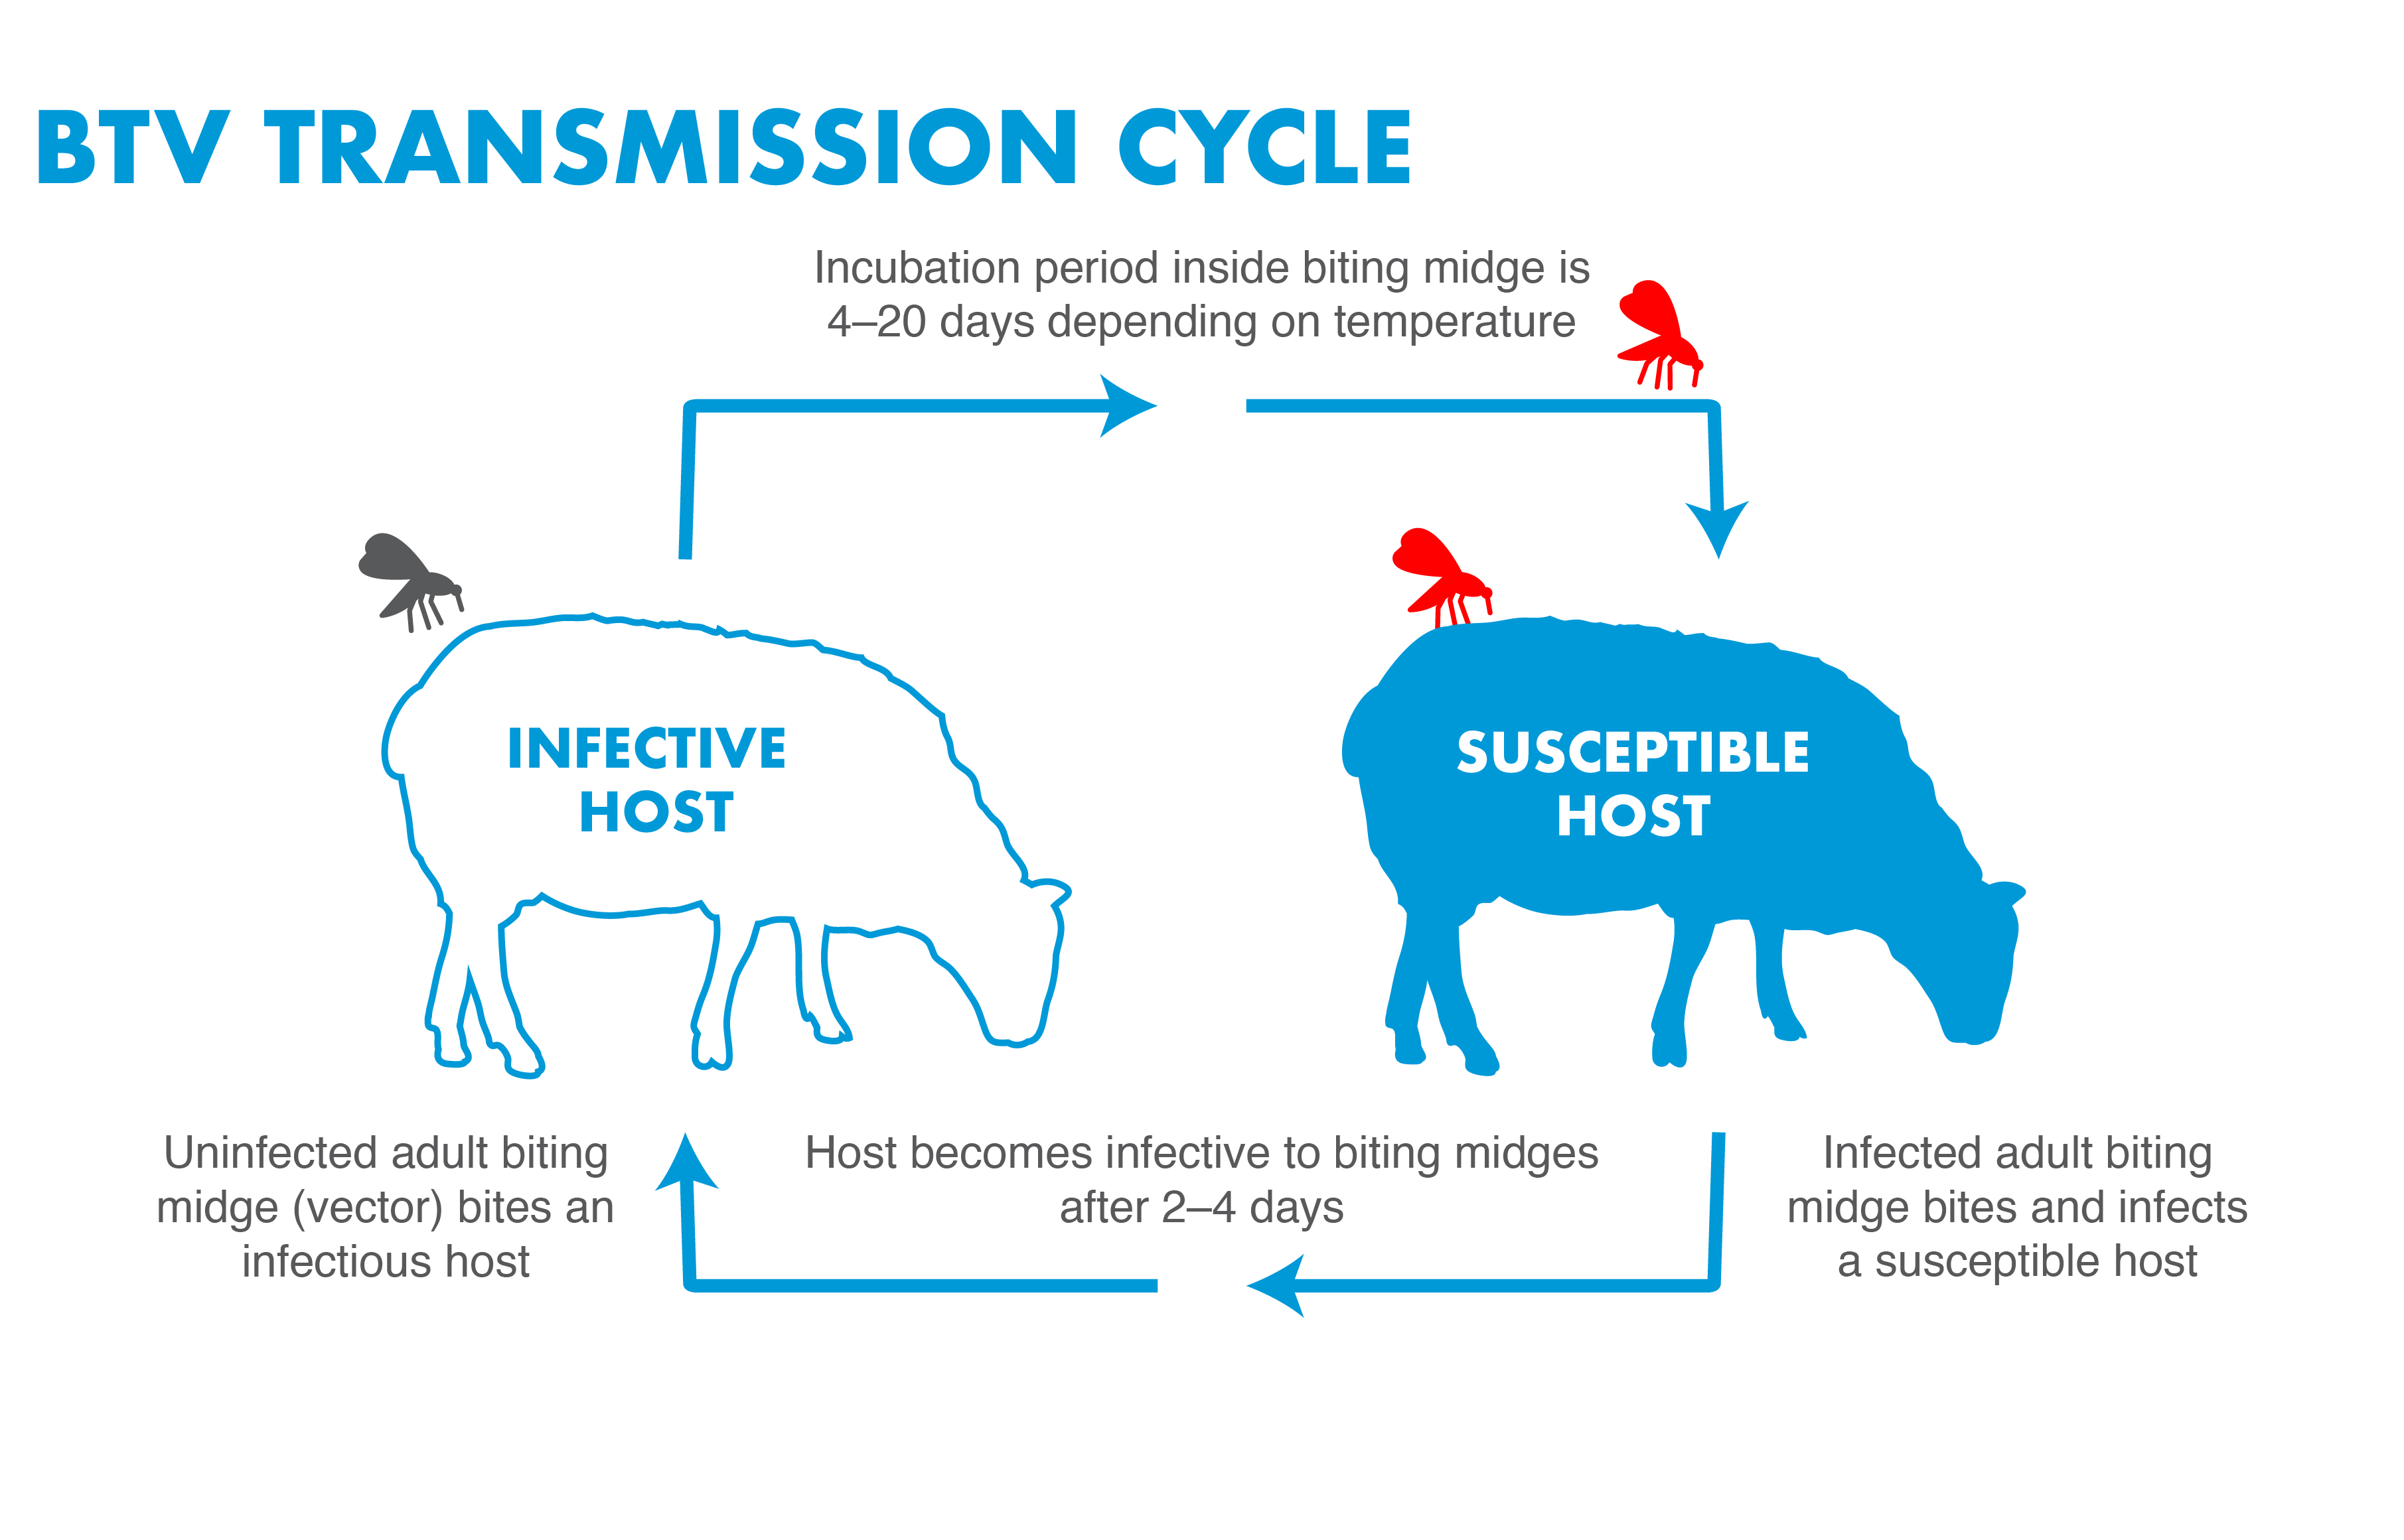 BTV TRANSMISSION CYCLE
Incubation period inside biting midge is
4–20 days depending on temperature
INFECTIVE
HOST
SUSCEPTIBLE
HOST
Uninfected adult biting
midge (vector) bites an
infectious host
Host becomes infective to biting midges
after 2–4 days
Infected adult biting
midge bites and infects
a susceptible host